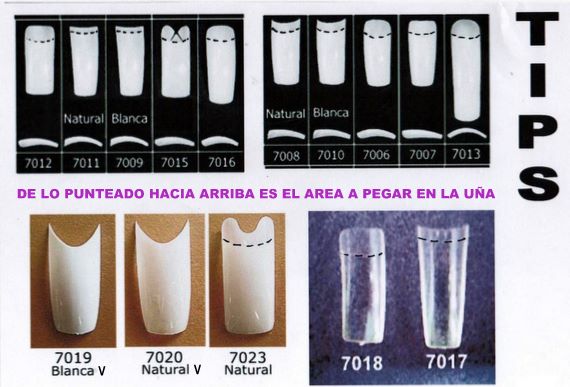 Natural Blanca
7012 7011 7009 7015 7016
Natural Blanca
7008 7010 7006 7007 7013
TIPS
DE LO PUNTEADO HACIA ARRIBA ES EL AREA A PEGAR EN LA UÑA
7019 7020 7023
Blanca V Natural V Natural
7018 7017